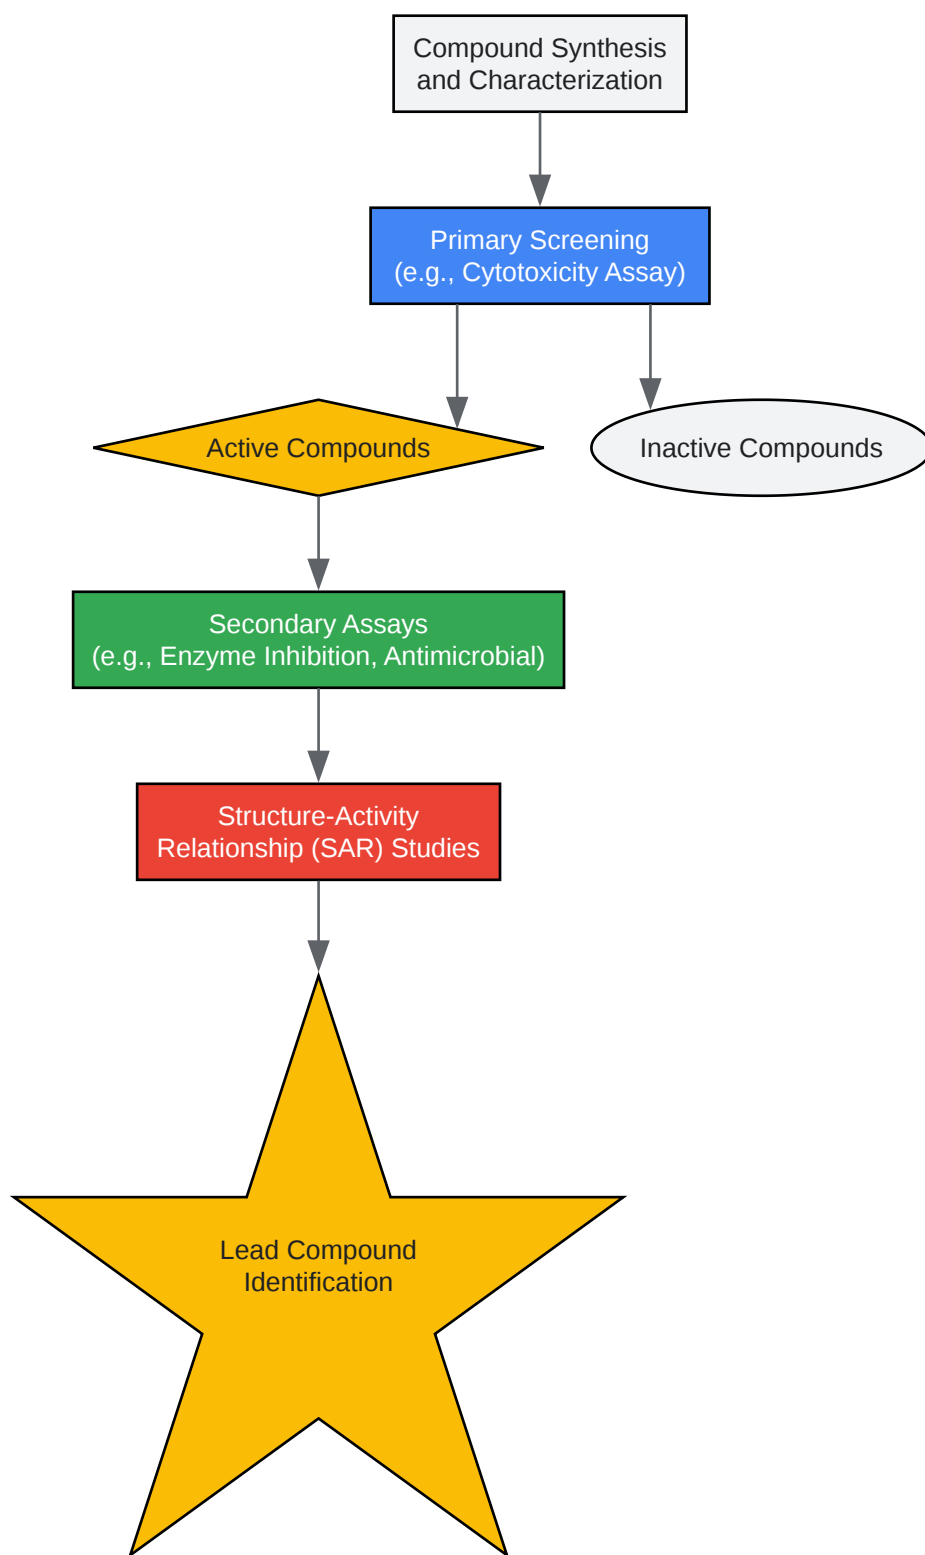 Compound Synthesis
and Characterization
Primary Screening
(e.g., Cytotoxicity Assay)
Active Compounds
Inactive Compounds
Secondary Assays
(e.g., Enzyme Inhibition, Antimicrobial)
Structure-Activity
Relationship (SAR) Studies
Lead Compound
Identification